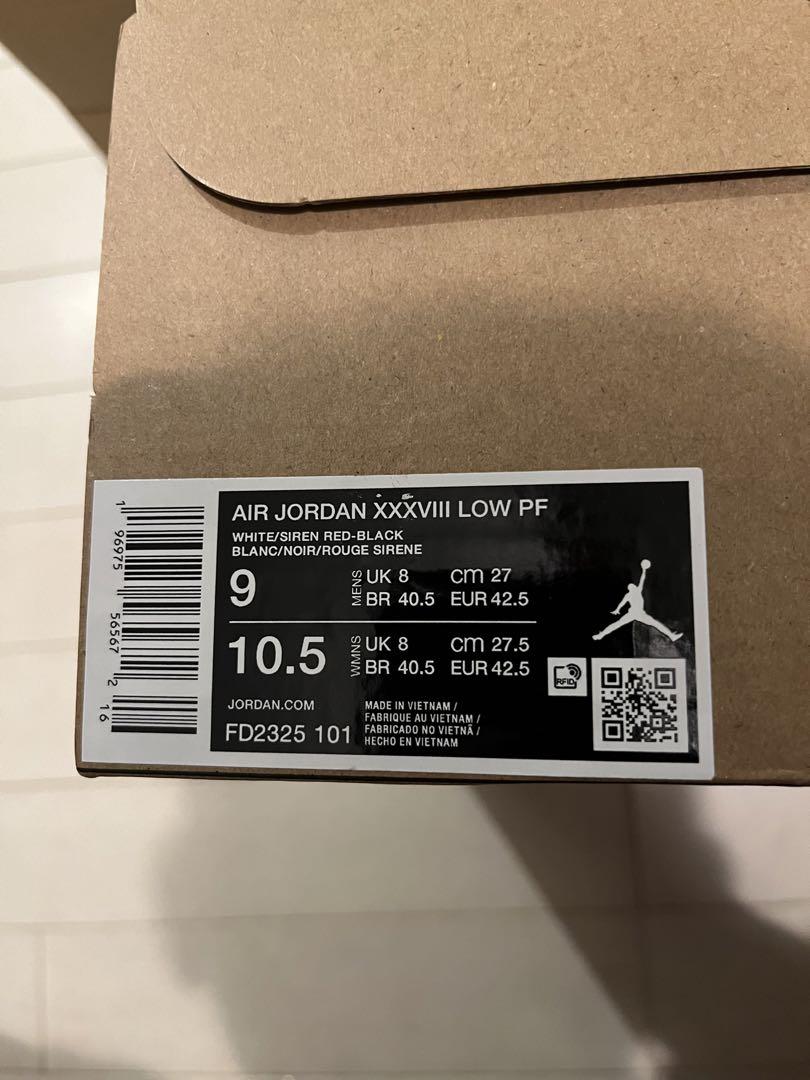 AIR JORDAN XXXVIII LOW PF
WHITE/SIREN RED-BLACK
BLANC/NOIR/ROUGE SIRENE
9
MENS
UK 8 cm 27
BR 40.5 EUR 42.5
10.5
WMNS
UK 8 cm 27.5
BR 40.5 EUR 42.5
RFID
JORDAN.COM
FD2325 101
MADE IN VIETNAM /
FABRIQUE AU VIETNAM /
FABRICADO NO VIETNÃ /
HECHO EN VIETNAM
1 96975 56567 2 16